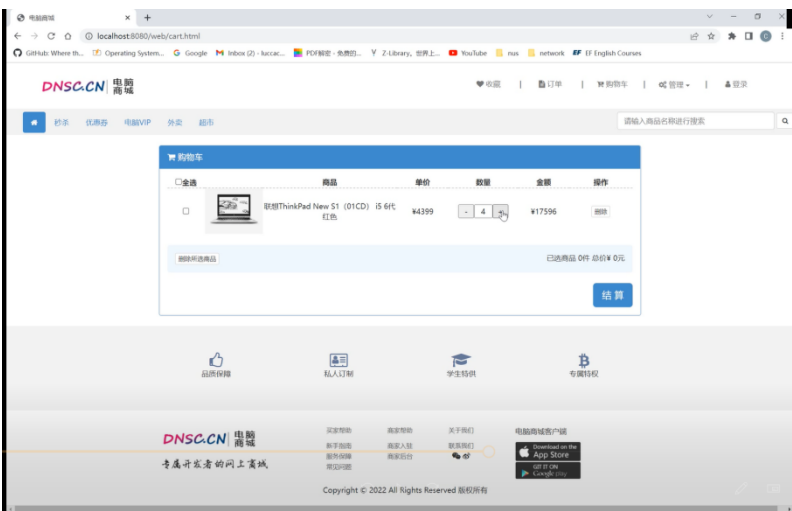 电脑商城
localhost:8080/web/cart.html
GitHub: Where th... Operating System... Google Inbox (2) - luccac... PDF解密 - 免费的... Z-Library。世界上... YouTube nus network EF English Courses
DNSC.CN 电脑商城
收藏 | 订单 | 购物车 | 管理 | 登录
秒杀 优惠券 电脑VIP 外卖 超市
请输入商品名称进行搜索
购物车
全选 商品 单价 数量 金额 操作
联想ThinkPad New S1（01CD） i5 6代
红色
¥4399 - 4 + ¥17596 删除
删除所选商品 已选商品 0件 总价¥ 0元
结 算
品质保障 私人订制 学生特供 专属特权
DNSC.CN 电脑商城
专属开发者的网上商城
买家帮助 商家帮助 关于我们 电脑商城客户端
新手指南 商家入驻 联系我们
服务保障 商家后台
常见问题
Download on the
App Store
GET IT ON
Google play
Copyright © 2022 All Rights Reserved 版权所有